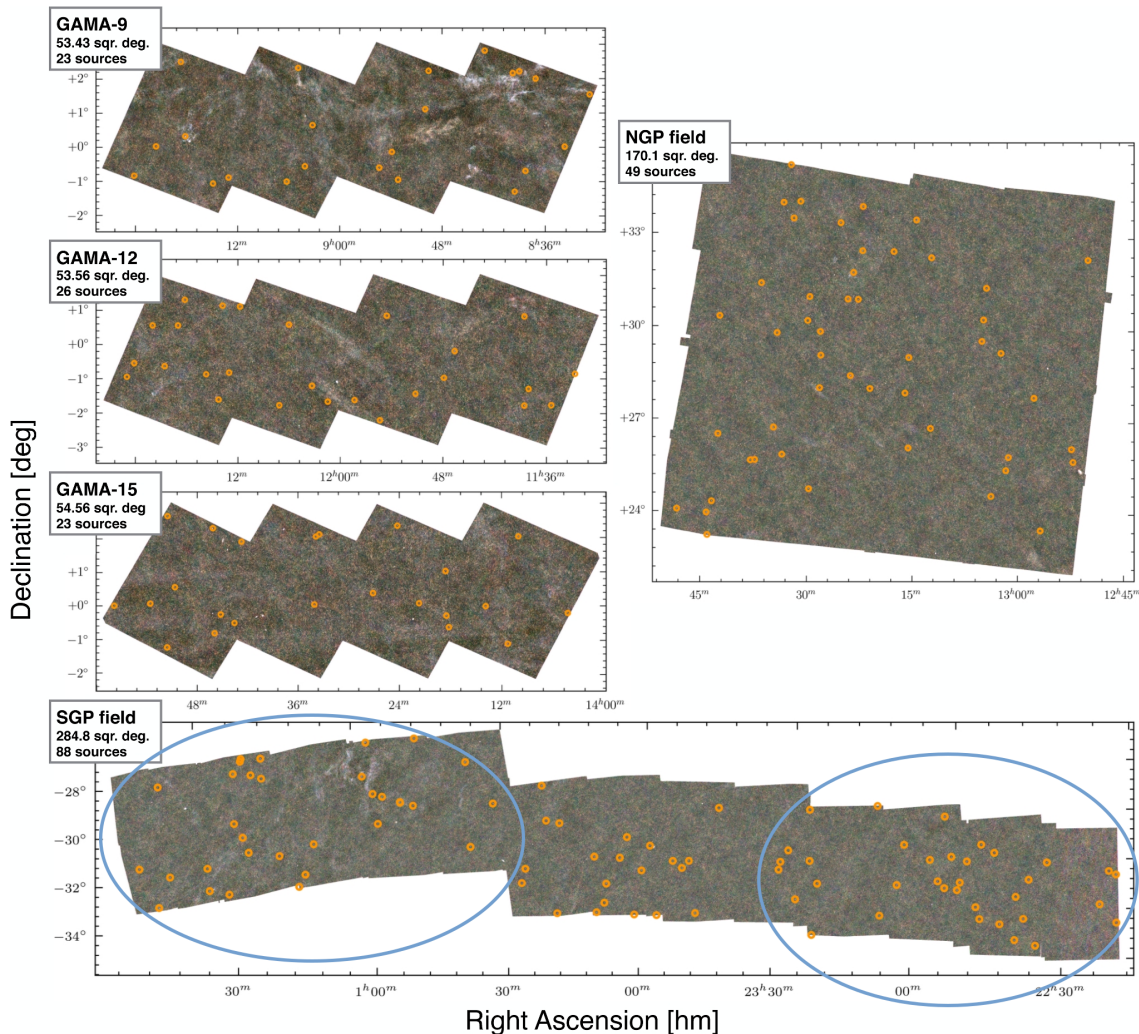 GAMA-9
53.43 sqr. deg.
23 sources
+3°
+2°
+1°
+0°
−1°
−2°
12ᵐ
9ʰ00ᵐ
48ᵐ
8ʰ36ᵐ
GAMA-12
53.56 sqr. deg.
26 sources
+1°
+0°
−1°
−2°
−3°
12ᵐ
12ʰ00ᵐ
48ᵐ
11ʰ36ᵐ
GAMA-15
54.56 sqr. deg
23 sources
+2°
+1°
+0°
−1°
−2°
48ᵐ
36ᵐ
24ᵐ
12ᵐ
14ʰ00ᵐ
NGP field
170.1 sqr. deg.
49 sources
+33°
+30°
+27°
+24°
45ᵐ
30ᵐ
15ᵐ
13ʰ00ᵐ
12ʰ45ᵐ
SGP field
284.8 sqr. deg.
88 sources
−28°
−30°
−32°
−34°
30ᵐ
1ʰ00ᵐ
30ᵐ
00ᵐ
23ʰ30ᵐ
00ᵐ
22ʰ30ᵐ
Declination [deg]
Right Ascension [hm]